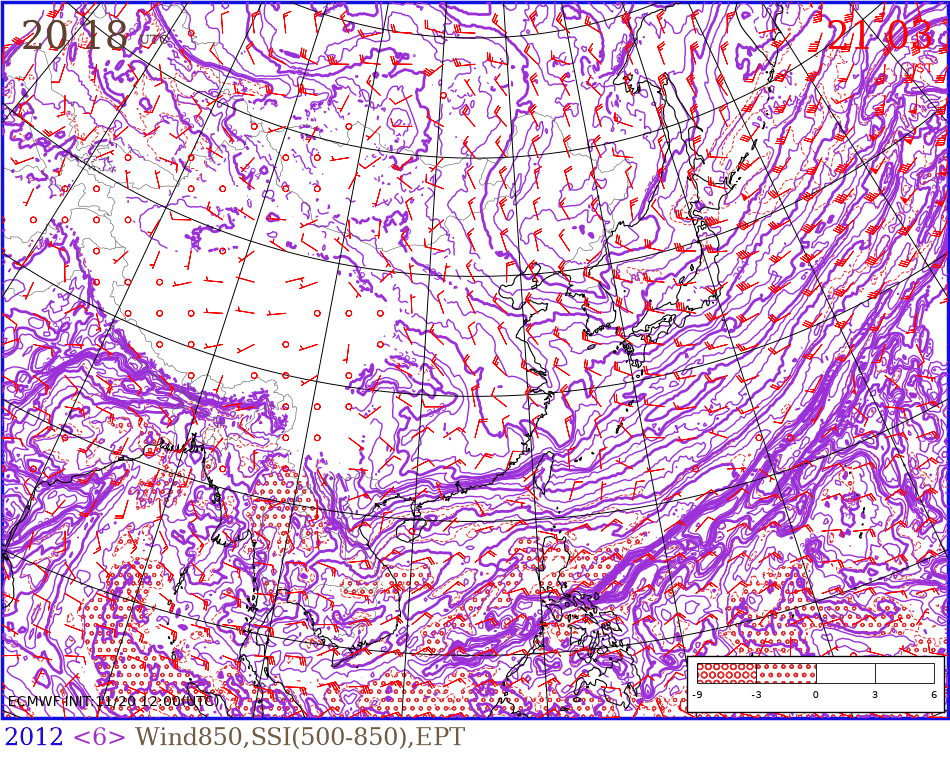 20 18 UTC 21 03
-9 -3 0 3 6
ECMWF INIT:11/20 12:00(UTC)
2012 <6> Wind850,SSI(500-850),EPT